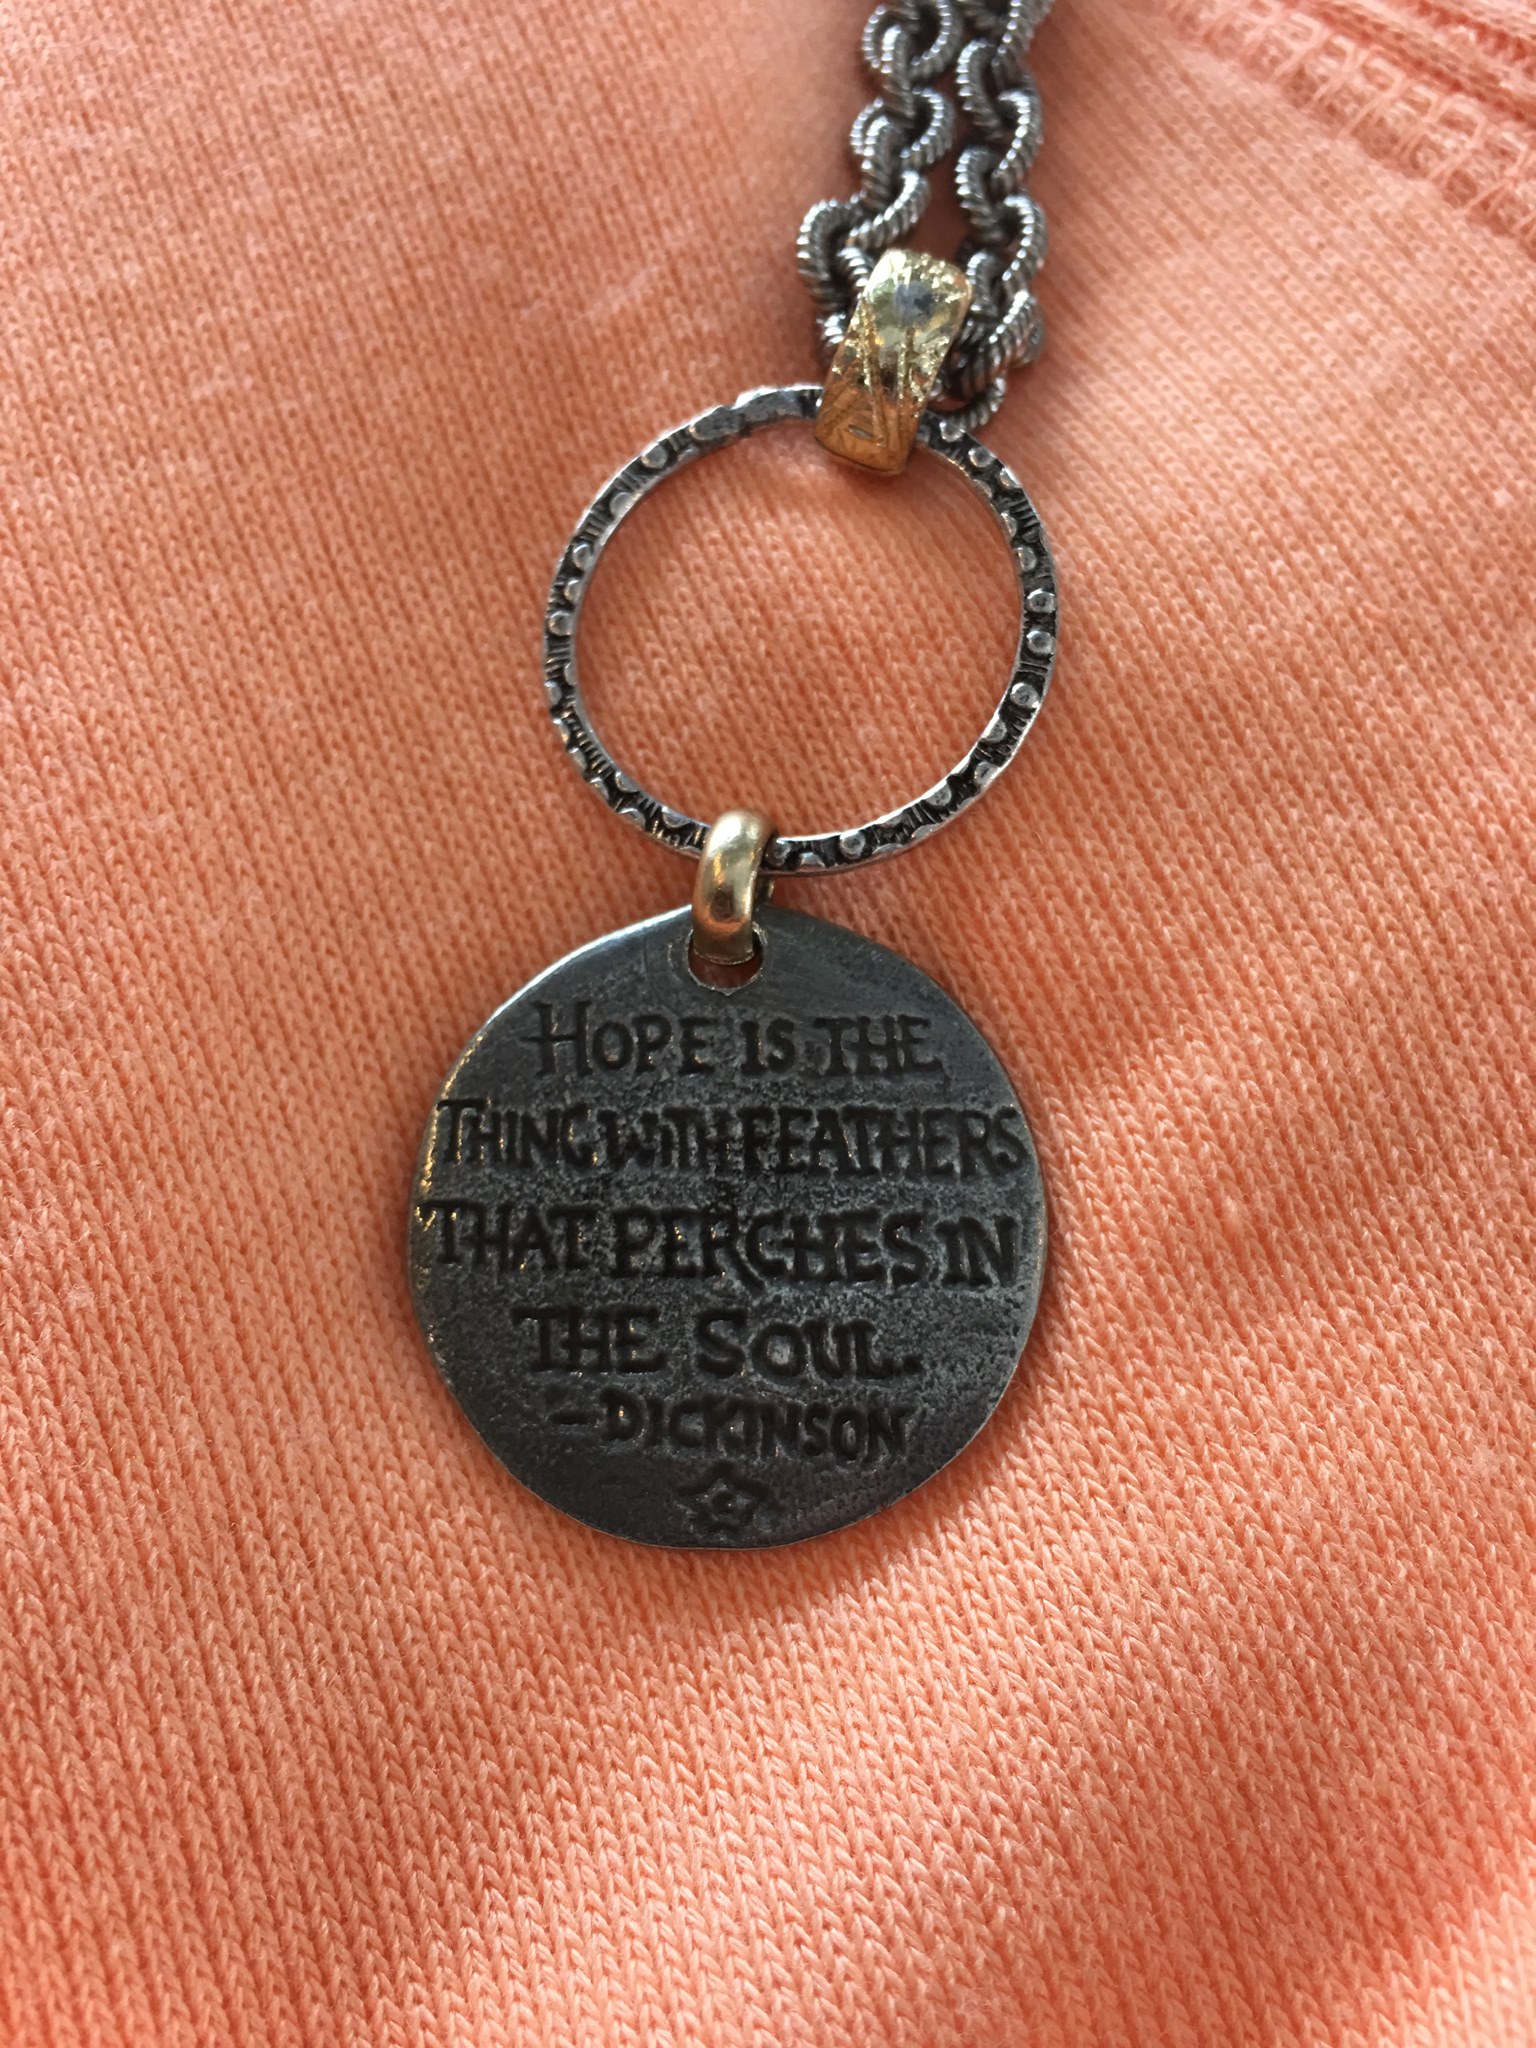 HOPE IS THE
THING WITH FEATHERS
THAT PERCHES IN
THE SOUL.
- DICKINSON